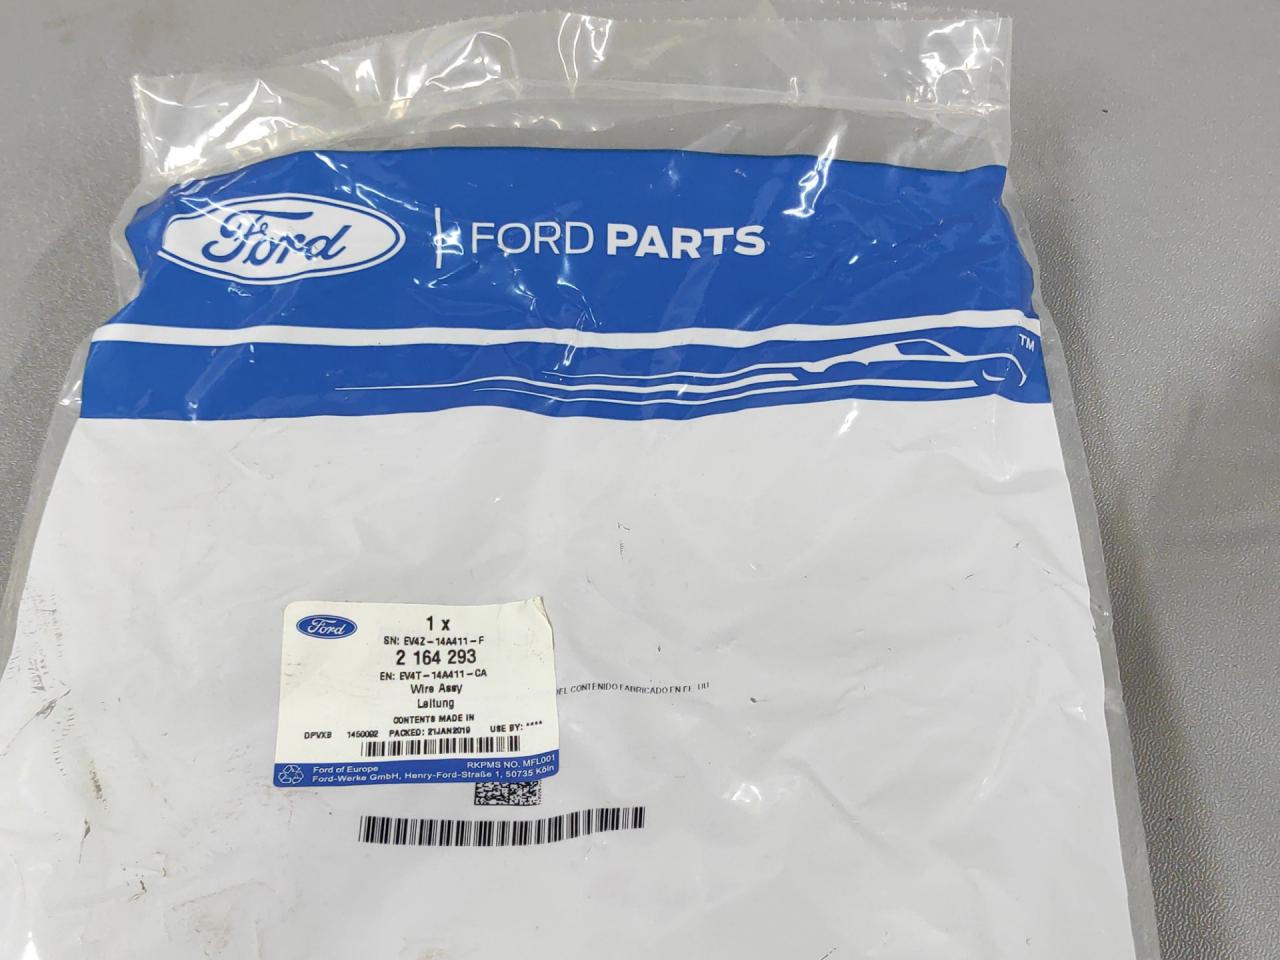 Ford
FORD PARTS
TM
Ford
1 x
SN: EV4Z-14A411-F
2 164 293
EN: EV4T-14A411-CA
Wire Assy
Leitung
CONTENTS MADE IN
DPVXB 1450092 PACKED: 21JAN2019 USE BY: ****
RKPMS NO. MFL001
Ford of Europe
Ford-Werke GmbH, Henry-Ford-Straße 1, 50735 Köln
DEL CONTENIDO FABRICADO EN